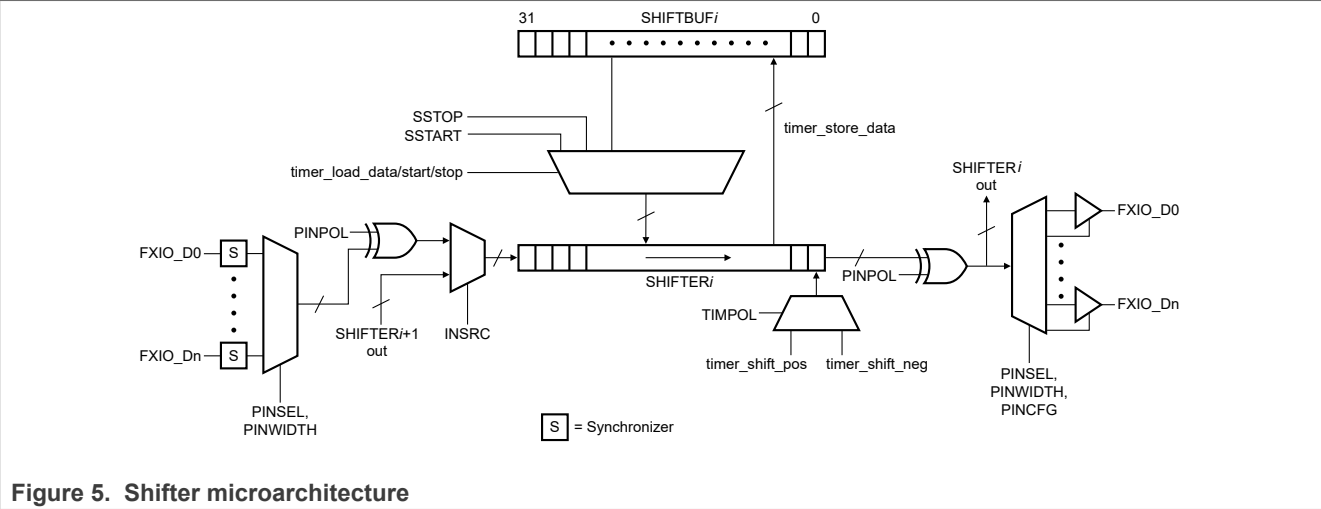 31 SHIFTBUFi 0
SSTOP
SSTART
timer_store_data
timer_load_data/start/stop
SHIFTERi
out
FXIO_D0
PINPOL
FXIO_D0
S
PINPOL
SHIFTERi
TIMPOL
FXIO_Dn
SHIFTERi+1
out
INSRC
FXIO_Dn
S
timer_shift_pos
timer_shift_neg
PINSEL,
PINWIDTH,
PINCFG
PINSEL,
PINWIDTH
S = Synchronizer
Figure 5. Shifter microarchitecture